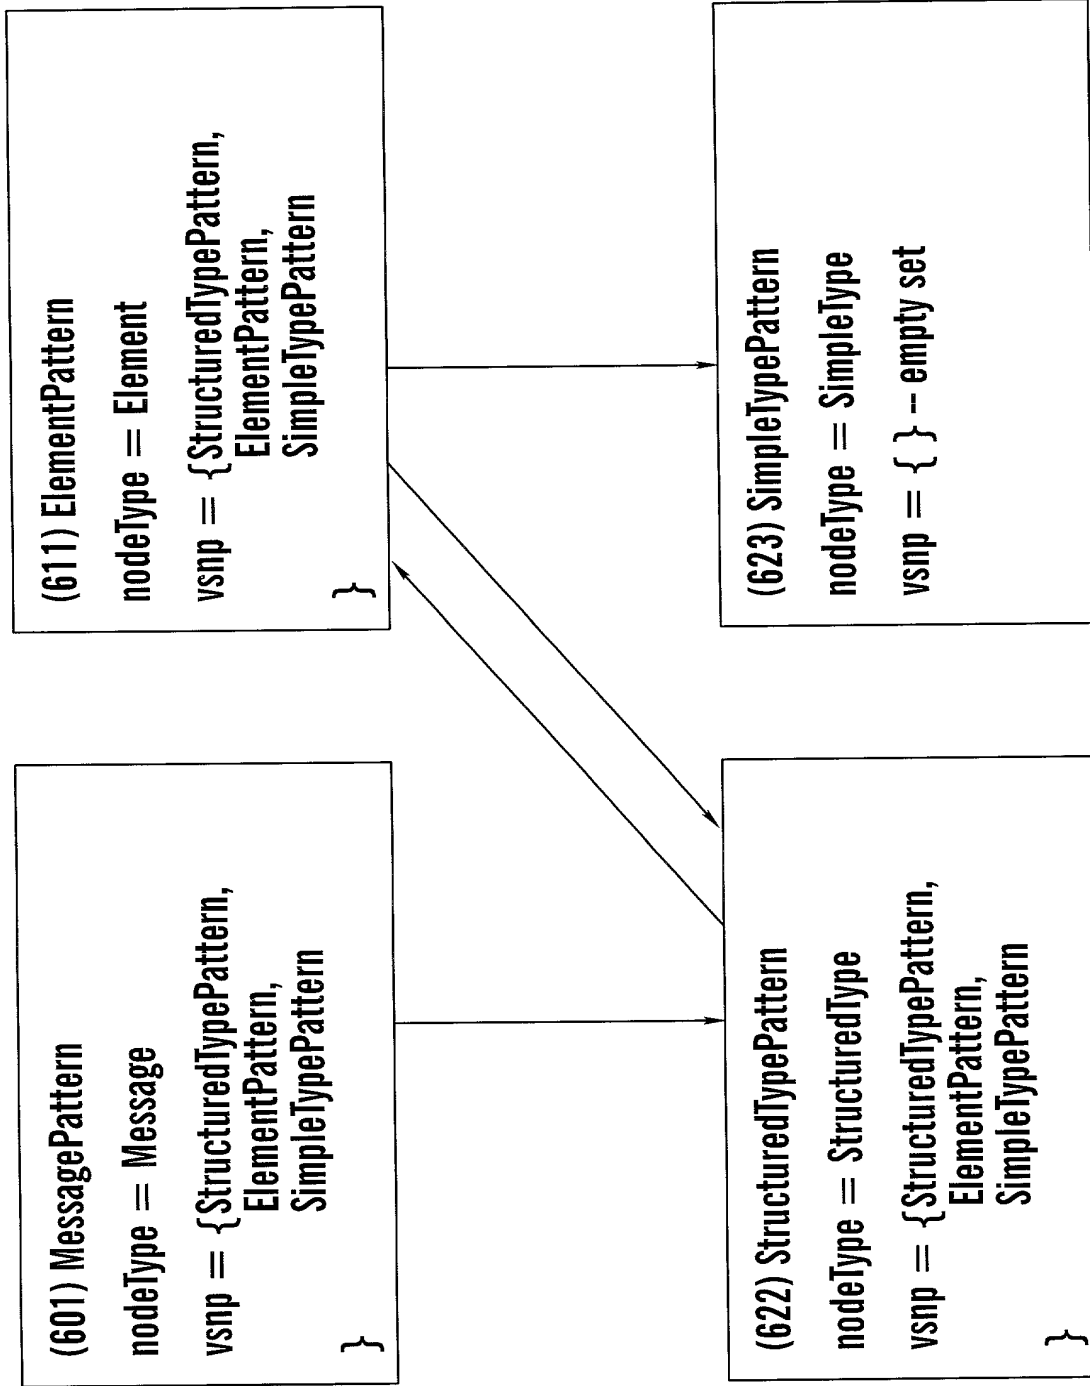 (601) MessagePattern
nodeType = Message
vsnp = {StructuredTypePattern,
ElementPattern,
SimpleTypePattern
}
(611) ElementPattern
nodeType = Element
vsnp = {StructuredTypePattern,
ElementPattern,
SimpleTypePattern
}
(622) StructuredTypePattern
nodeType = StructuredType
vsnp = {StructuredTypePattern,
ElementPattern,
SimpleTypePattern
}
(623) SimpleTypePattern
nodeType = SimpleType
vsnp = { } -- empty set